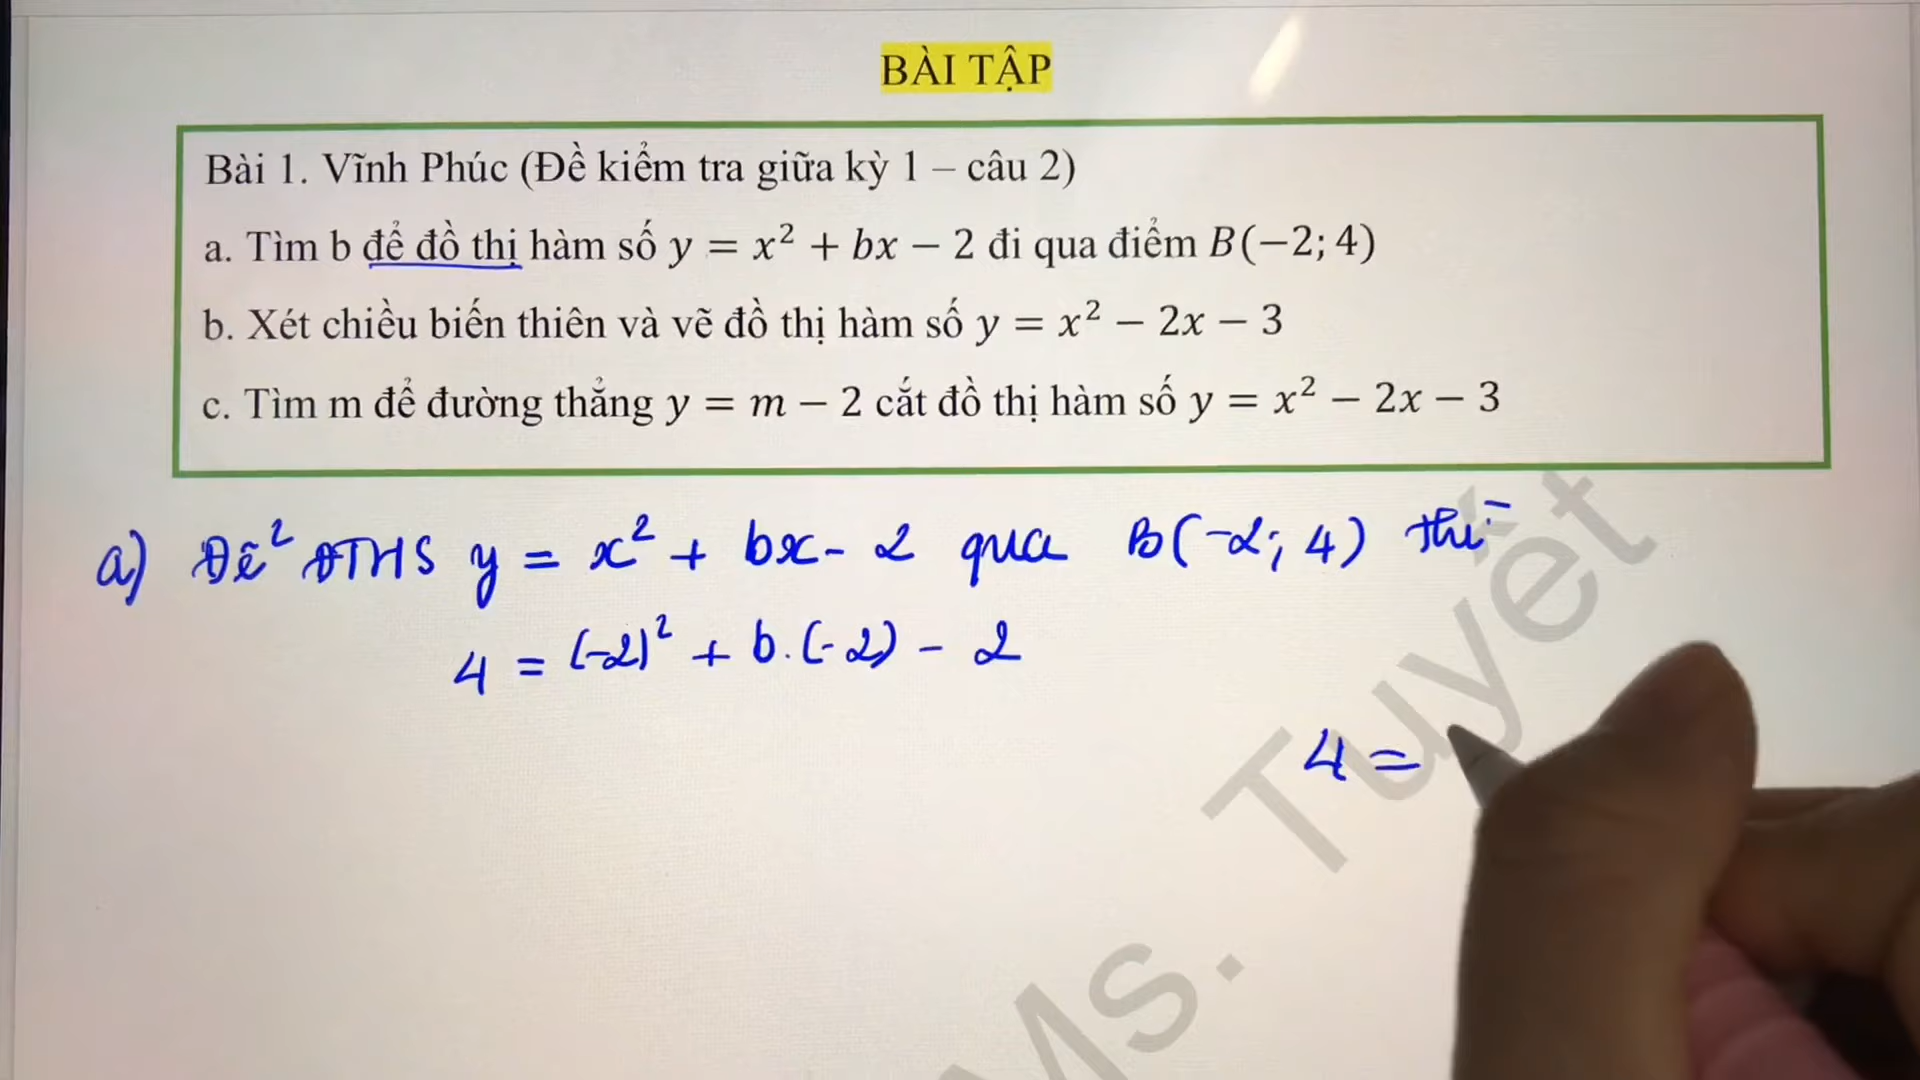 BÀI TẬP
Bài 1. Vĩnh Phúc (Đề kiểm tra giữa kỳ 1 – câu 2)
a. Tìm b để đồ thị hàm số y = x² + bx − 2 đi qua điểm B(−2; 4)
b. Xét chiều biến thiên và vẽ đồ thị hàm số y = x² − 2x − 3
c. Tìm m để đường thẳng y = m − 2 cắt đồ thị hàm số y = x² − 2x − 3
a) Để ĐTHS y = x² + bx - 2 qua B(-2; 4) thì
4 = (-2)² + b.(-2) - 2
4 =
Ms. Tuyết